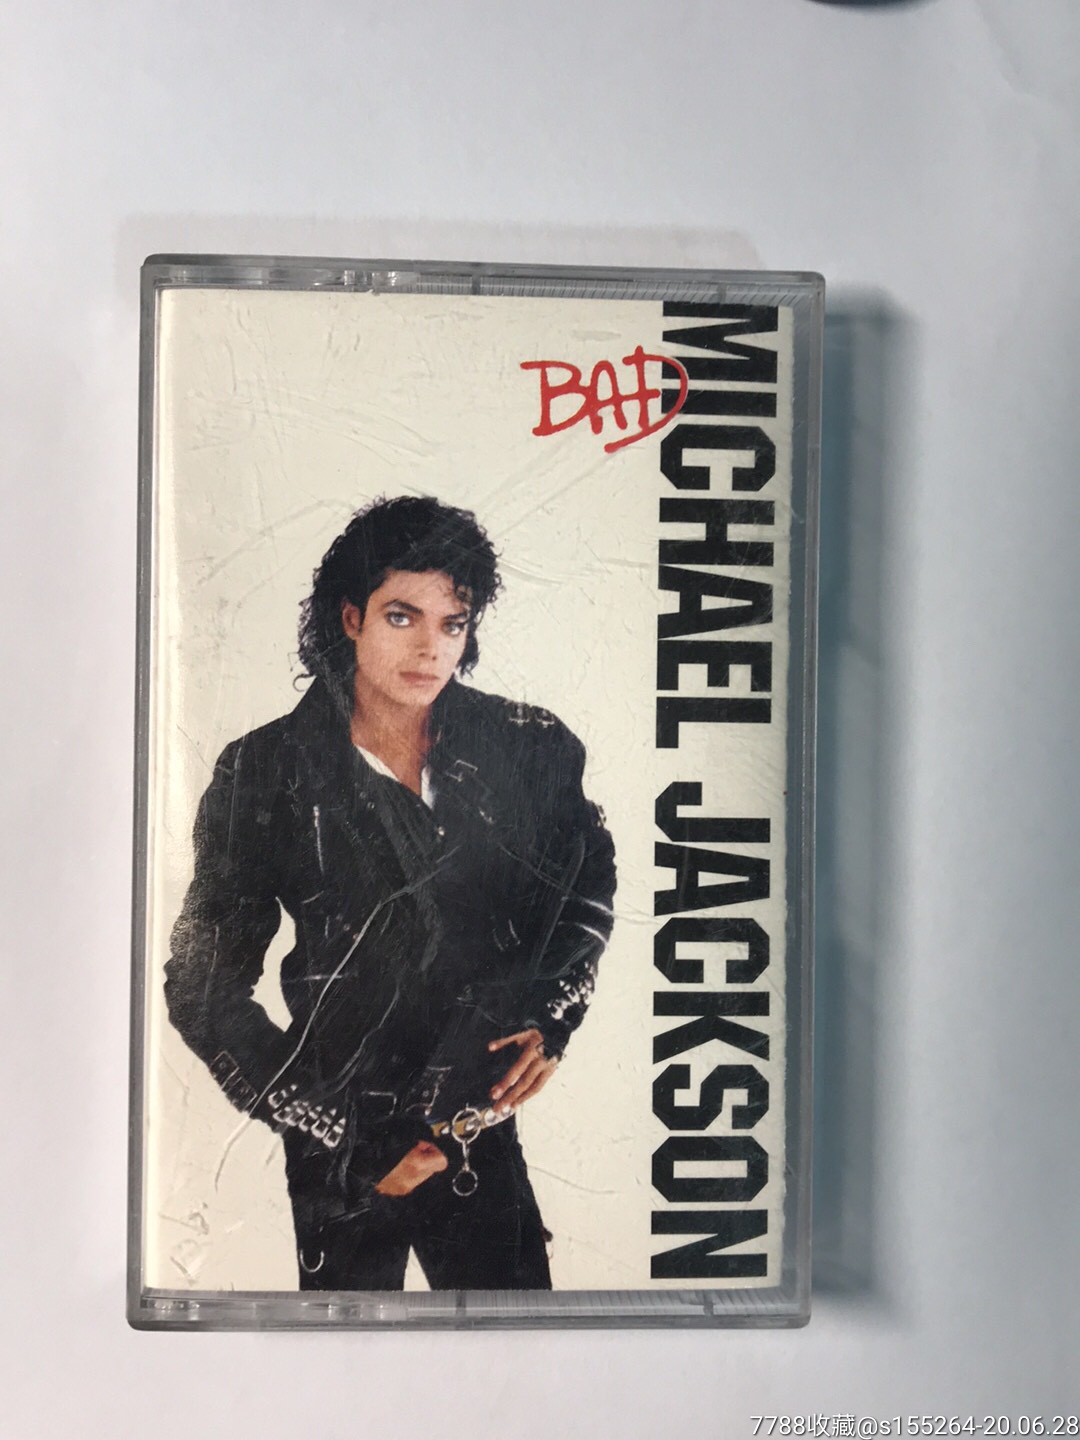 BAD
MICHAEL JACKSON
7788收藏@s155264-20.06.28